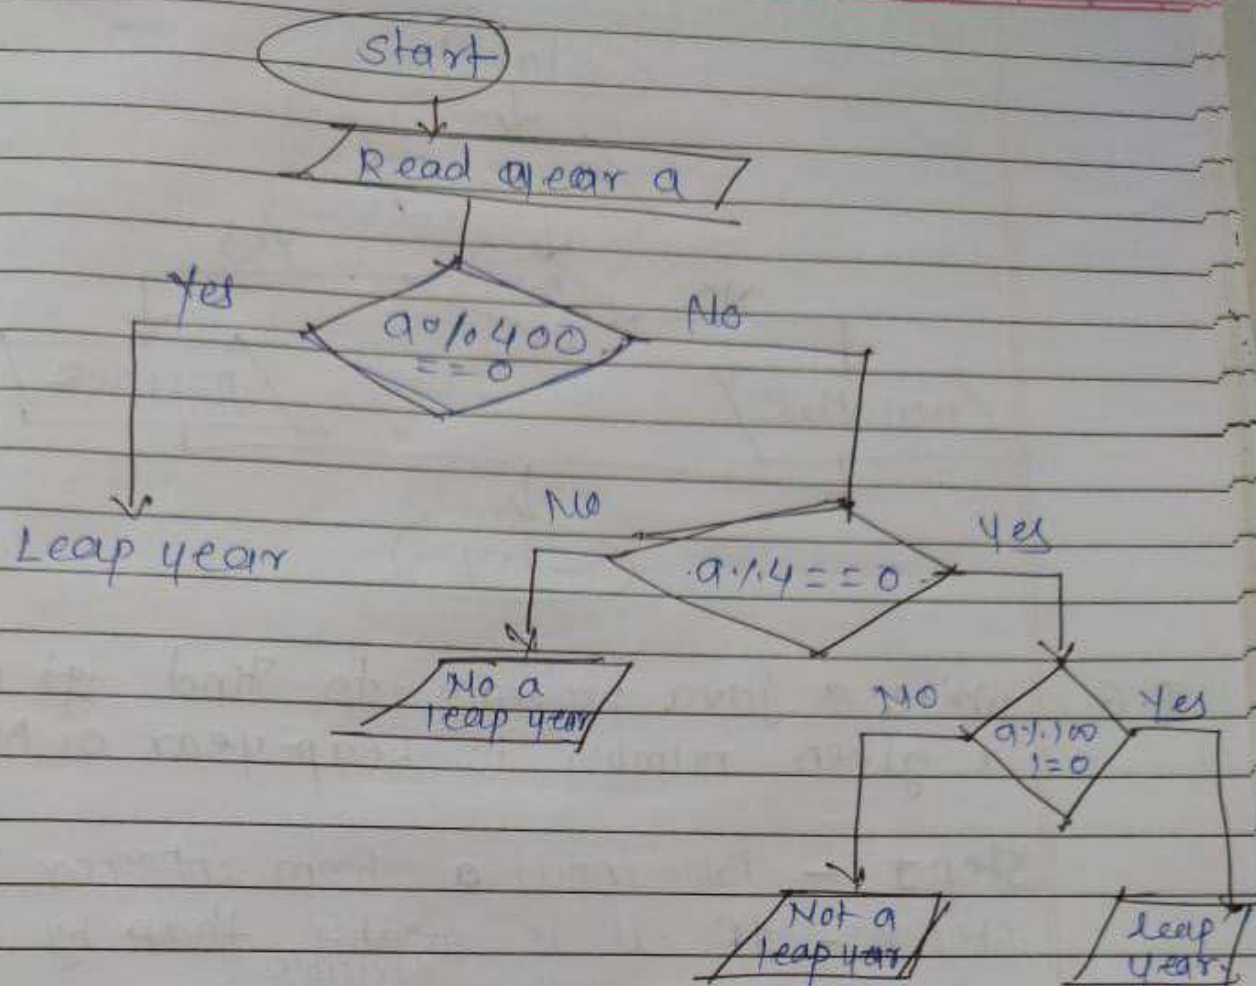 Start
Read year a
Yes
a%400
==0
No
Leap year
No
a%4==0
Yes
No a
leap year
No
a%100
!=0
Yes
Not a
leap year
leap
year